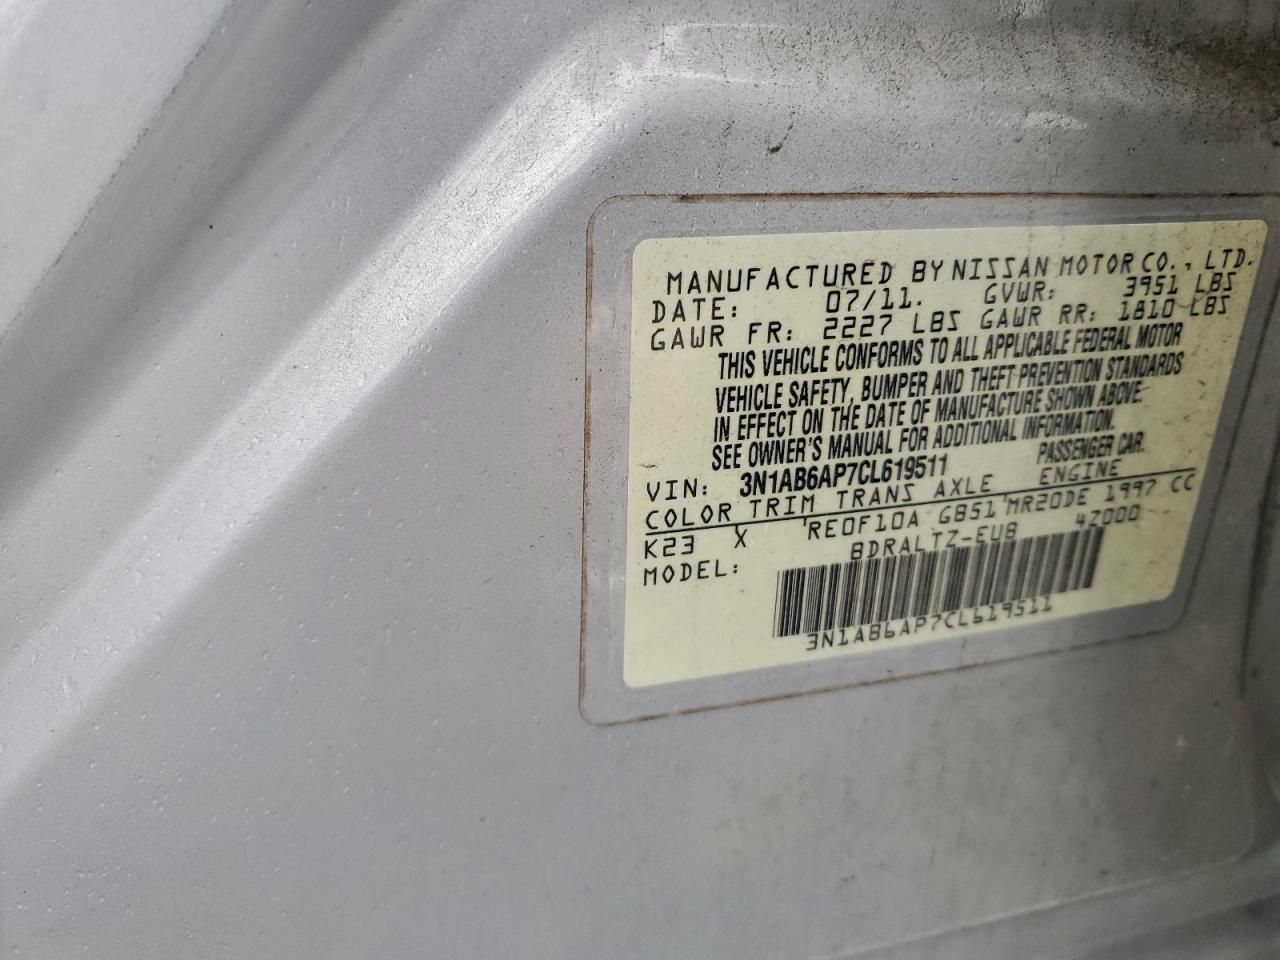 MANUFACTURED BY NISSAN MOTOR CO., LTD.
DATE: 07/11. GVWR: 3951 LBS
GAWR FR: 2227 LBS GAWR RR: 1810 LBS
THIS VEHICLE CONFORMS TO ALL APPLICABLE FEDERAL MOTOR
VEHICLE SAFETY, BUMPER AND THEFT PREVENTION STANDARDS
IN EFFECT ON THE DATE OF MANUFACTURE SHOWN ABOVE.
SEE OWNER'S MANUAL FOR ADDITIONAL INFORMATION.
VIN: 3N1AB6AP7CL619511 PASSENGER CAR.
COLOR TRIM TRANS AXLE ENGINE
K23 X RE0F10A GB51 MR20DE 1997 CC
MODEL: BDRALTZ-EUB 4Z000
3N1AB6AP7CL619511